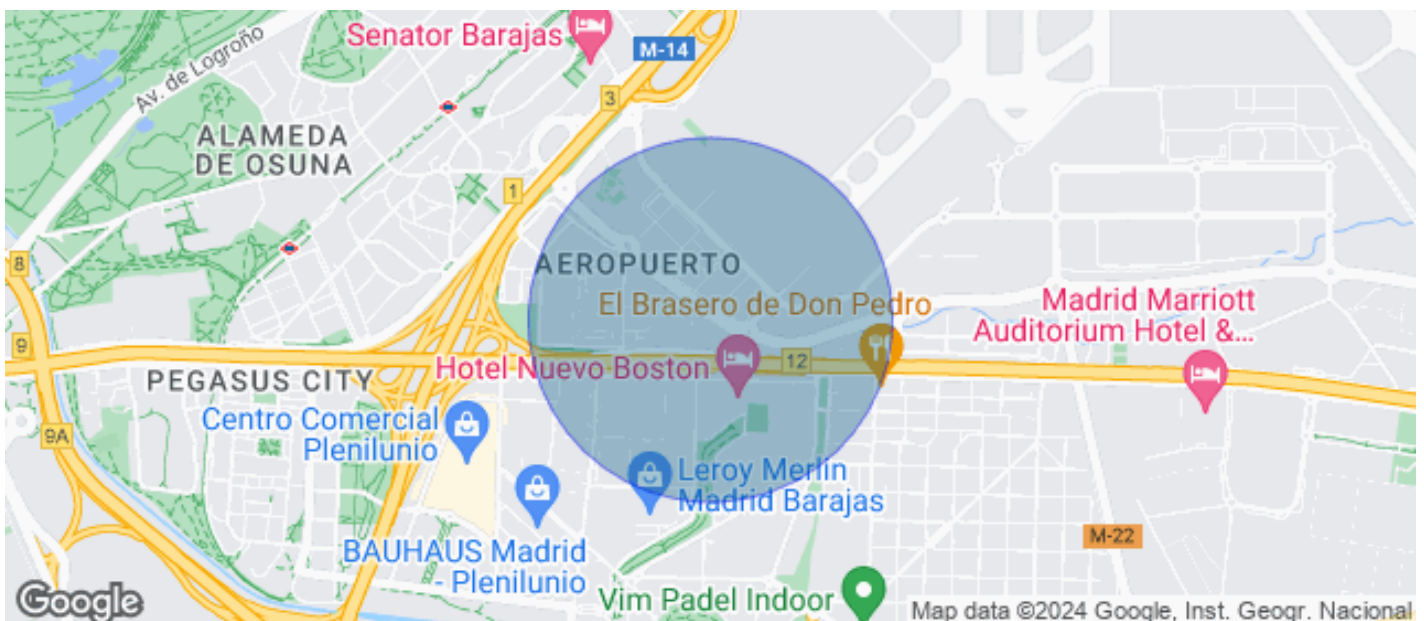 Senator Barajas
M-14
Av. de Logroño
3
ALAMEDA
DE OSUNA
1
8
AEROPUERTO
El Brasero de Don Pedro
Madrid Marriott
Auditorium Hotel &...
9
Hotel Nuevo Boston
12
PEGASUS CITY
Centro Comercial
Plenilunio
9A
Leroy Merlin
Madrid Barajas
BAUHAUS Madrid
- Plenilunio
M-22
Vim Padel Indoor
Google
Map data ©2024 Google, Inst. Geogr. Nacional